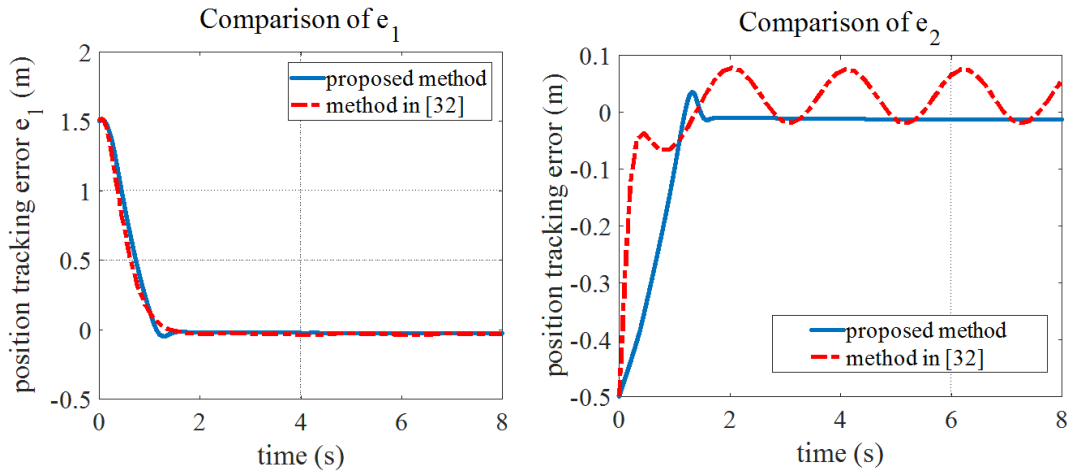 Comparison of e1
position tracking error e1 (m)
2
1.5
1
0.5
0
-0.5
proposed method
method in [32]
0 2 4 6 8
time (s)
Comparison of e2
position tracking error (m)
0.1
0
-0.1
-0.2
-0.3
-0.4
-0.5
proposed method
method in [32]
0 2 4 6 8
time (s)